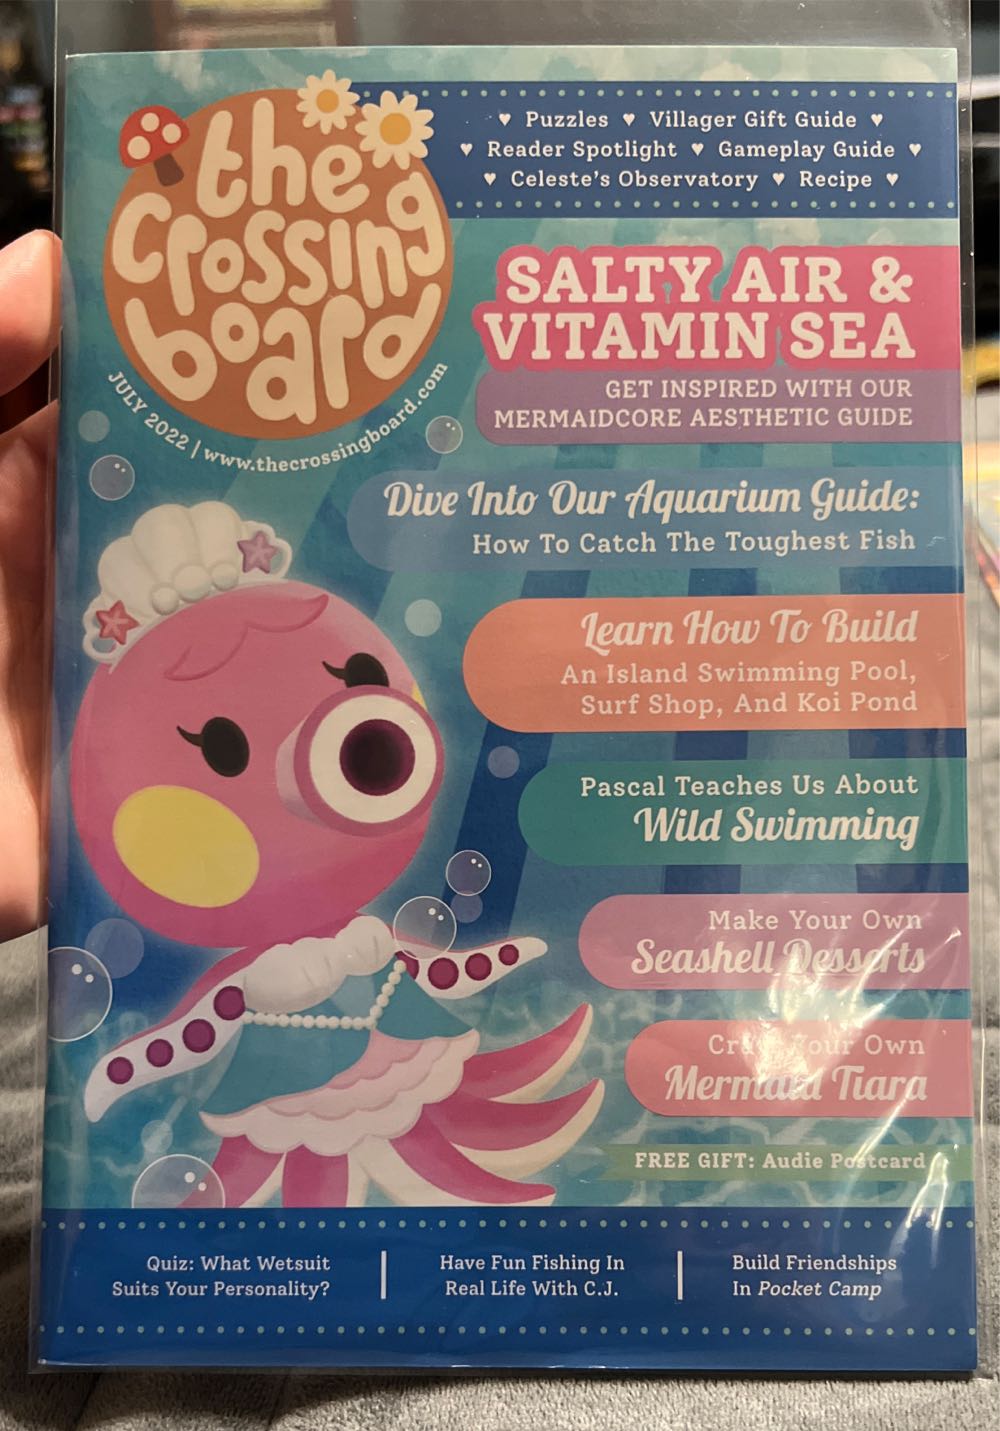 the
crossing
board
JULY 2022 | www.thecrossingboard.com
♥ Puzzles ♥ Villager Gift Guide ♥
♥ Reader Spotlight ♥ Gameplay Guide ♥
♥ Celeste's Observatory ♥ Recipe ♥
SALTY AIR &
VITAMIN SEA
GET INSPIRED WITH OUR
MERMAIDCORE AESTHETIC GUIDE
Dive Into Our Aquarium Guide:
How To Catch The Toughest Fish
Learn How To Build
An Island Swimming Pool,
Surf Shop, And Koi Pond
Pascal Teaches Us About
Wild Swimming
Make Your Own
Seashell Desserts
Craft Your Own
Mermaid Tiara
FREE GIFT: Audie Postcard
Quiz: What Wetsuit
Suits Your Personality?
Have Fun Fishing In
Real Life With C.J.
Build Friendships
In Pocket Camp